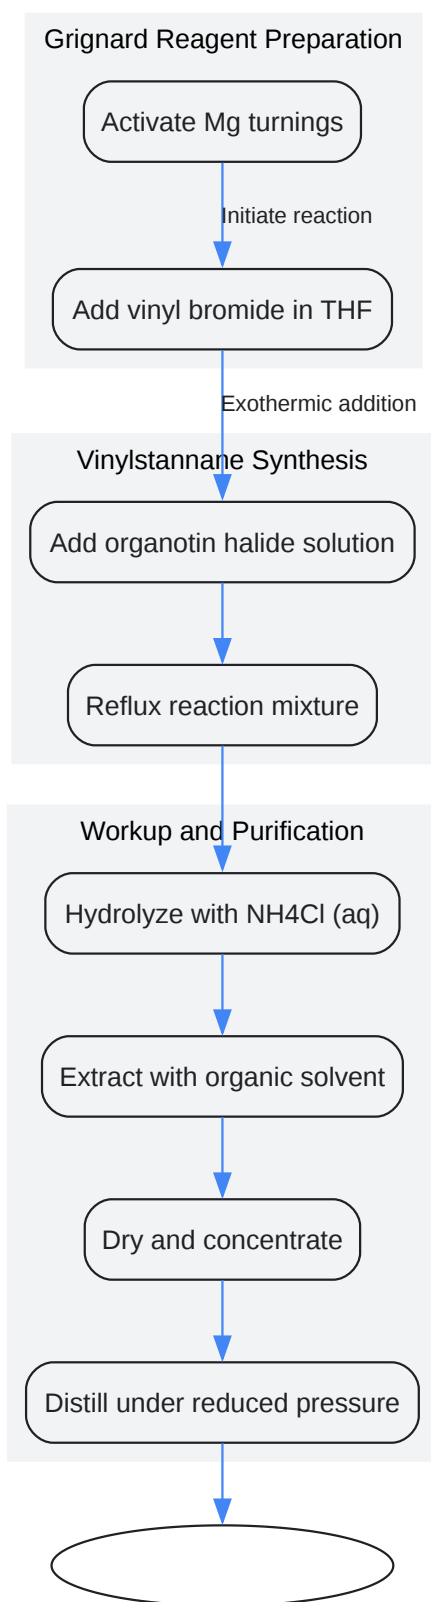 Grignard Reagent Preparation
Activate Mg turnings
Initiate reaction
Add vinyl bromide in THF
Exothermic addition
Vinylstannane Synthesis
Add organotin halide solution
Reflux reaction mixture
Workup and Purification
Hydrolyze with NH4Cl (aq)
Extract with organic solvent
Dry and concentrate
Distill under reduced pressure